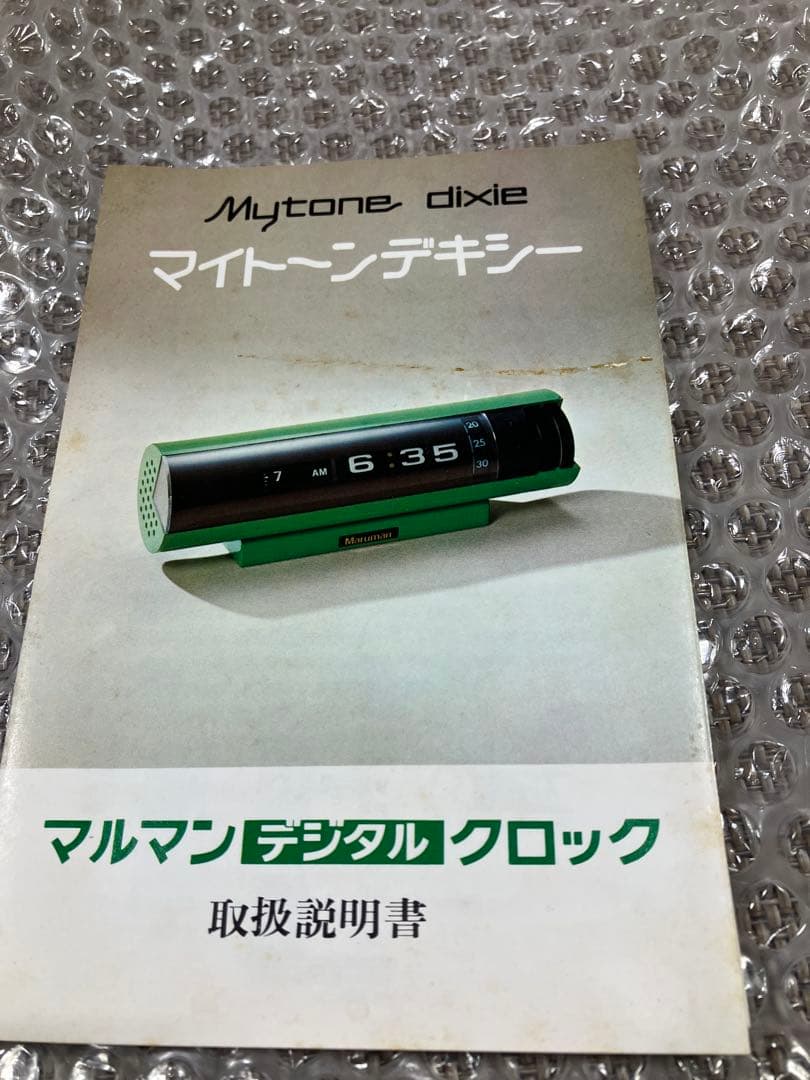 Mytone dixie
マイトーンデキシー
7 AM 6:35
20
25
30
Maruman
マルマンデジタルクロック
取扱説明書